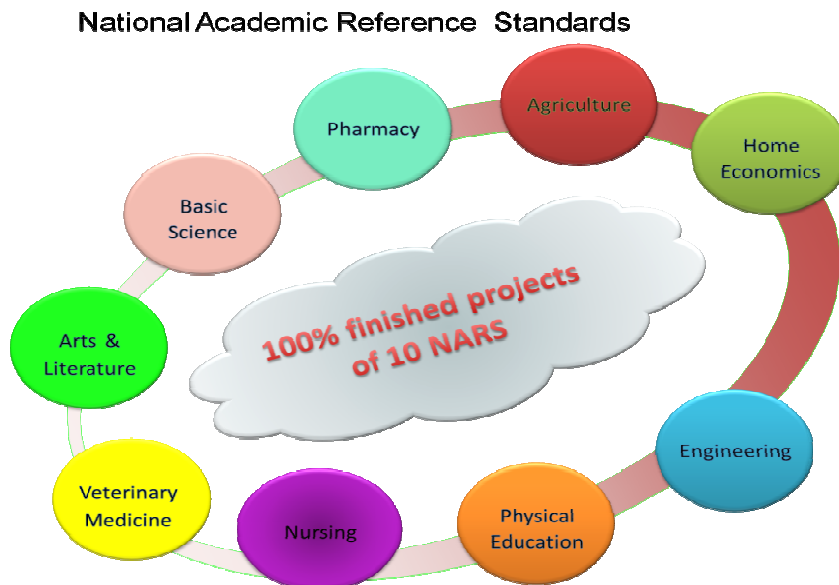 National Academic Reference Standards
Pharmacy
Agriculture
Home
Economics
Basic
Science
100% finished projects
of 10 NARS
Arts &
Literature
Engineering
Veterinary
Medicine
Nursing
Physical
Education